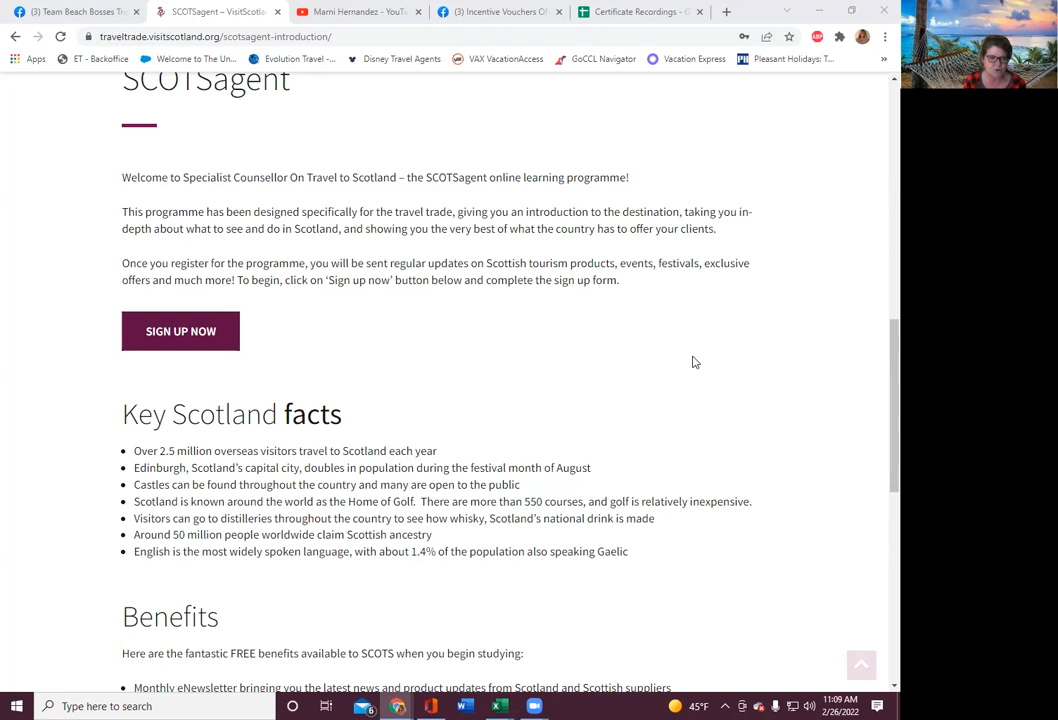 (3) Team Beach Bosses Tra
SCOTSagent – VisitScotla
Marni Hernandez - YouTu
(3) Incentive Vouchers Of
Certificate Recordings - G
traveltrade.visitscotland.org/scotsagent-introduction/
Apps
ET - Backoffice
Welcome to The Un...
Evolution Travel -...
Disney Travel Agents
VAX VacationAccess
GoCCL Navigator
Vacation Express
Pleasant Holidays: T...
SCOTSagent
Welcome to Specialist Counsellor On Travel to Scotland – the SCOTSagent online learning programme!
This programme has been designed specifically for the travel trade, giving you an introduction to the destination, taking you in-
depth about what to see and do in Scotland, and showing you the very best of what the country has to offer your clients.
Once you register for the programme, you will be sent regular updates on Scottish tourism products, events, festivals, exclusive
offers and much more! To begin, click on ‘Sign up now’ button below and complete the sign up form.
SIGN UP NOW
Key Scotland facts
Over 2.5 million overseas visitors travel to Scotland each year
Edinburgh, Scotland’s capital city, doubles in population during the festival month of August
Castles can be found throughout the country and many are open to the public
Scotland is known around the world as the Home of Golf.  There are more than 550 courses, and golf is relatively inexpensive.
Visitors can go to distilleries throughout the country to see how whisky, Scotland’s national drink is made
Around 50 million people worldwide claim Scottish ancestry
English is the most widely spoken language, with about 1.4% of the population also speaking Gaelic
Benefits
Here are the fantastic FREE benefits available to SCOTS when you begin studying:
Monthly eNewsletter bringing you the latest news and product updates from Scotland and Scottish suppliers
Type here to search
6
45°F
11:09 AM
2/26/2022